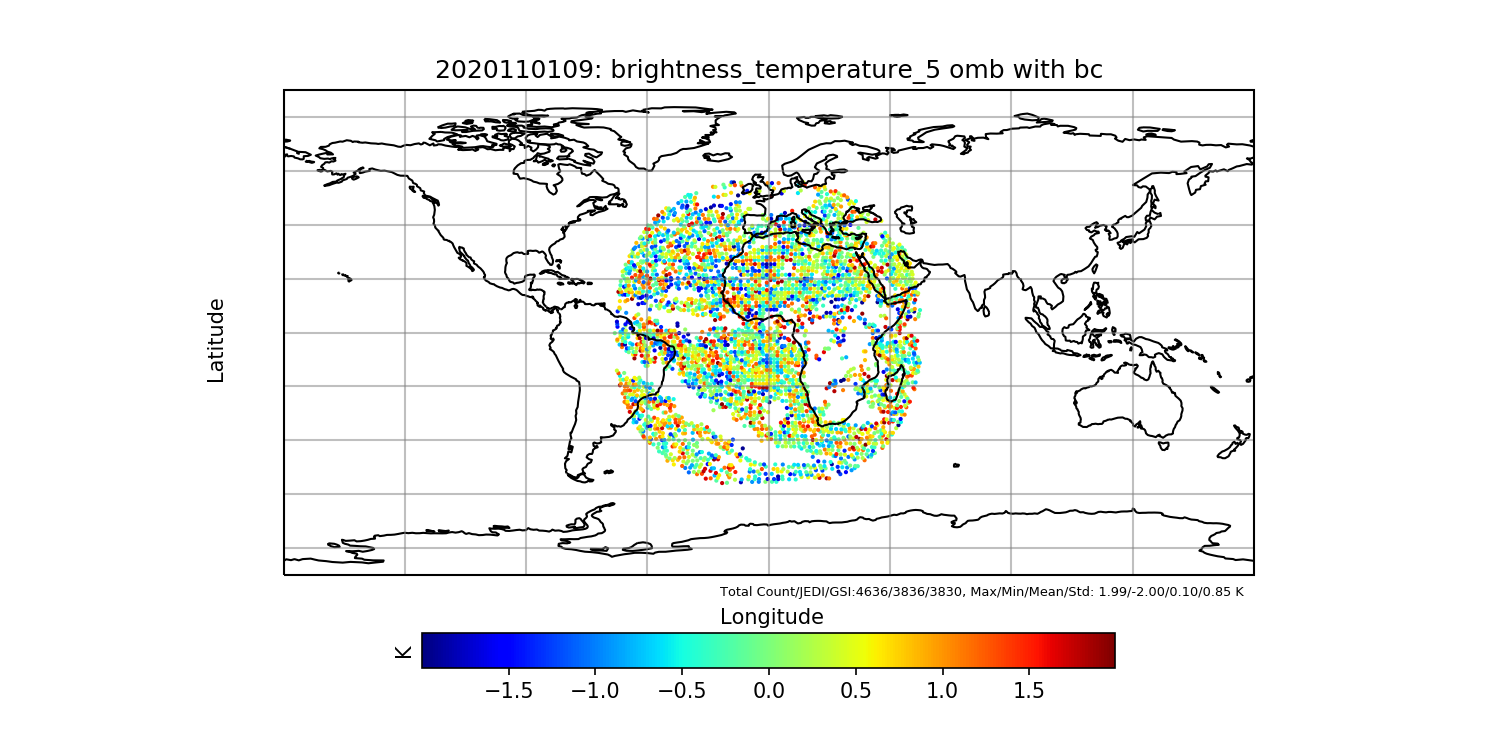 2020110109: brightness_temperature_5 omb with bc
Latitude
Total Count/JEDI/GSI:4636/3836/3830, Max/Min/Mean/Std: 1.99/-2.00/0.10/0.85 K
Longitude
K
−1.5 −1.0 −0.5 0.0 0.5 1.0 1.5